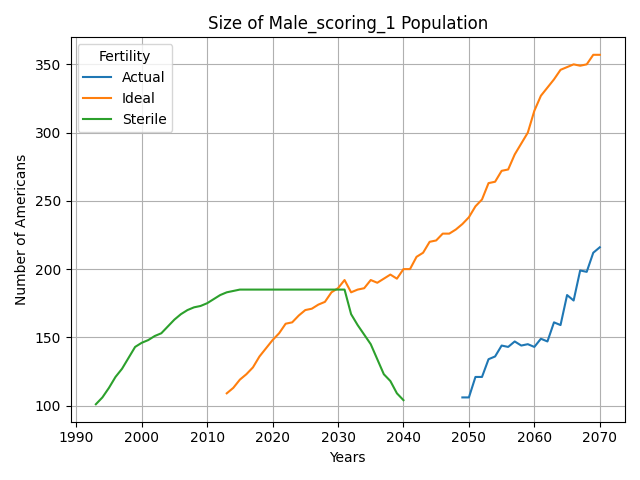 Size of Male_scoring_1 Population
Fertility
Actual
Ideal
Sterile
Number of Americans
350
300
250
200
150
100
1990 2000 2010 2020 2030 2040 2050 2060 2070
Years